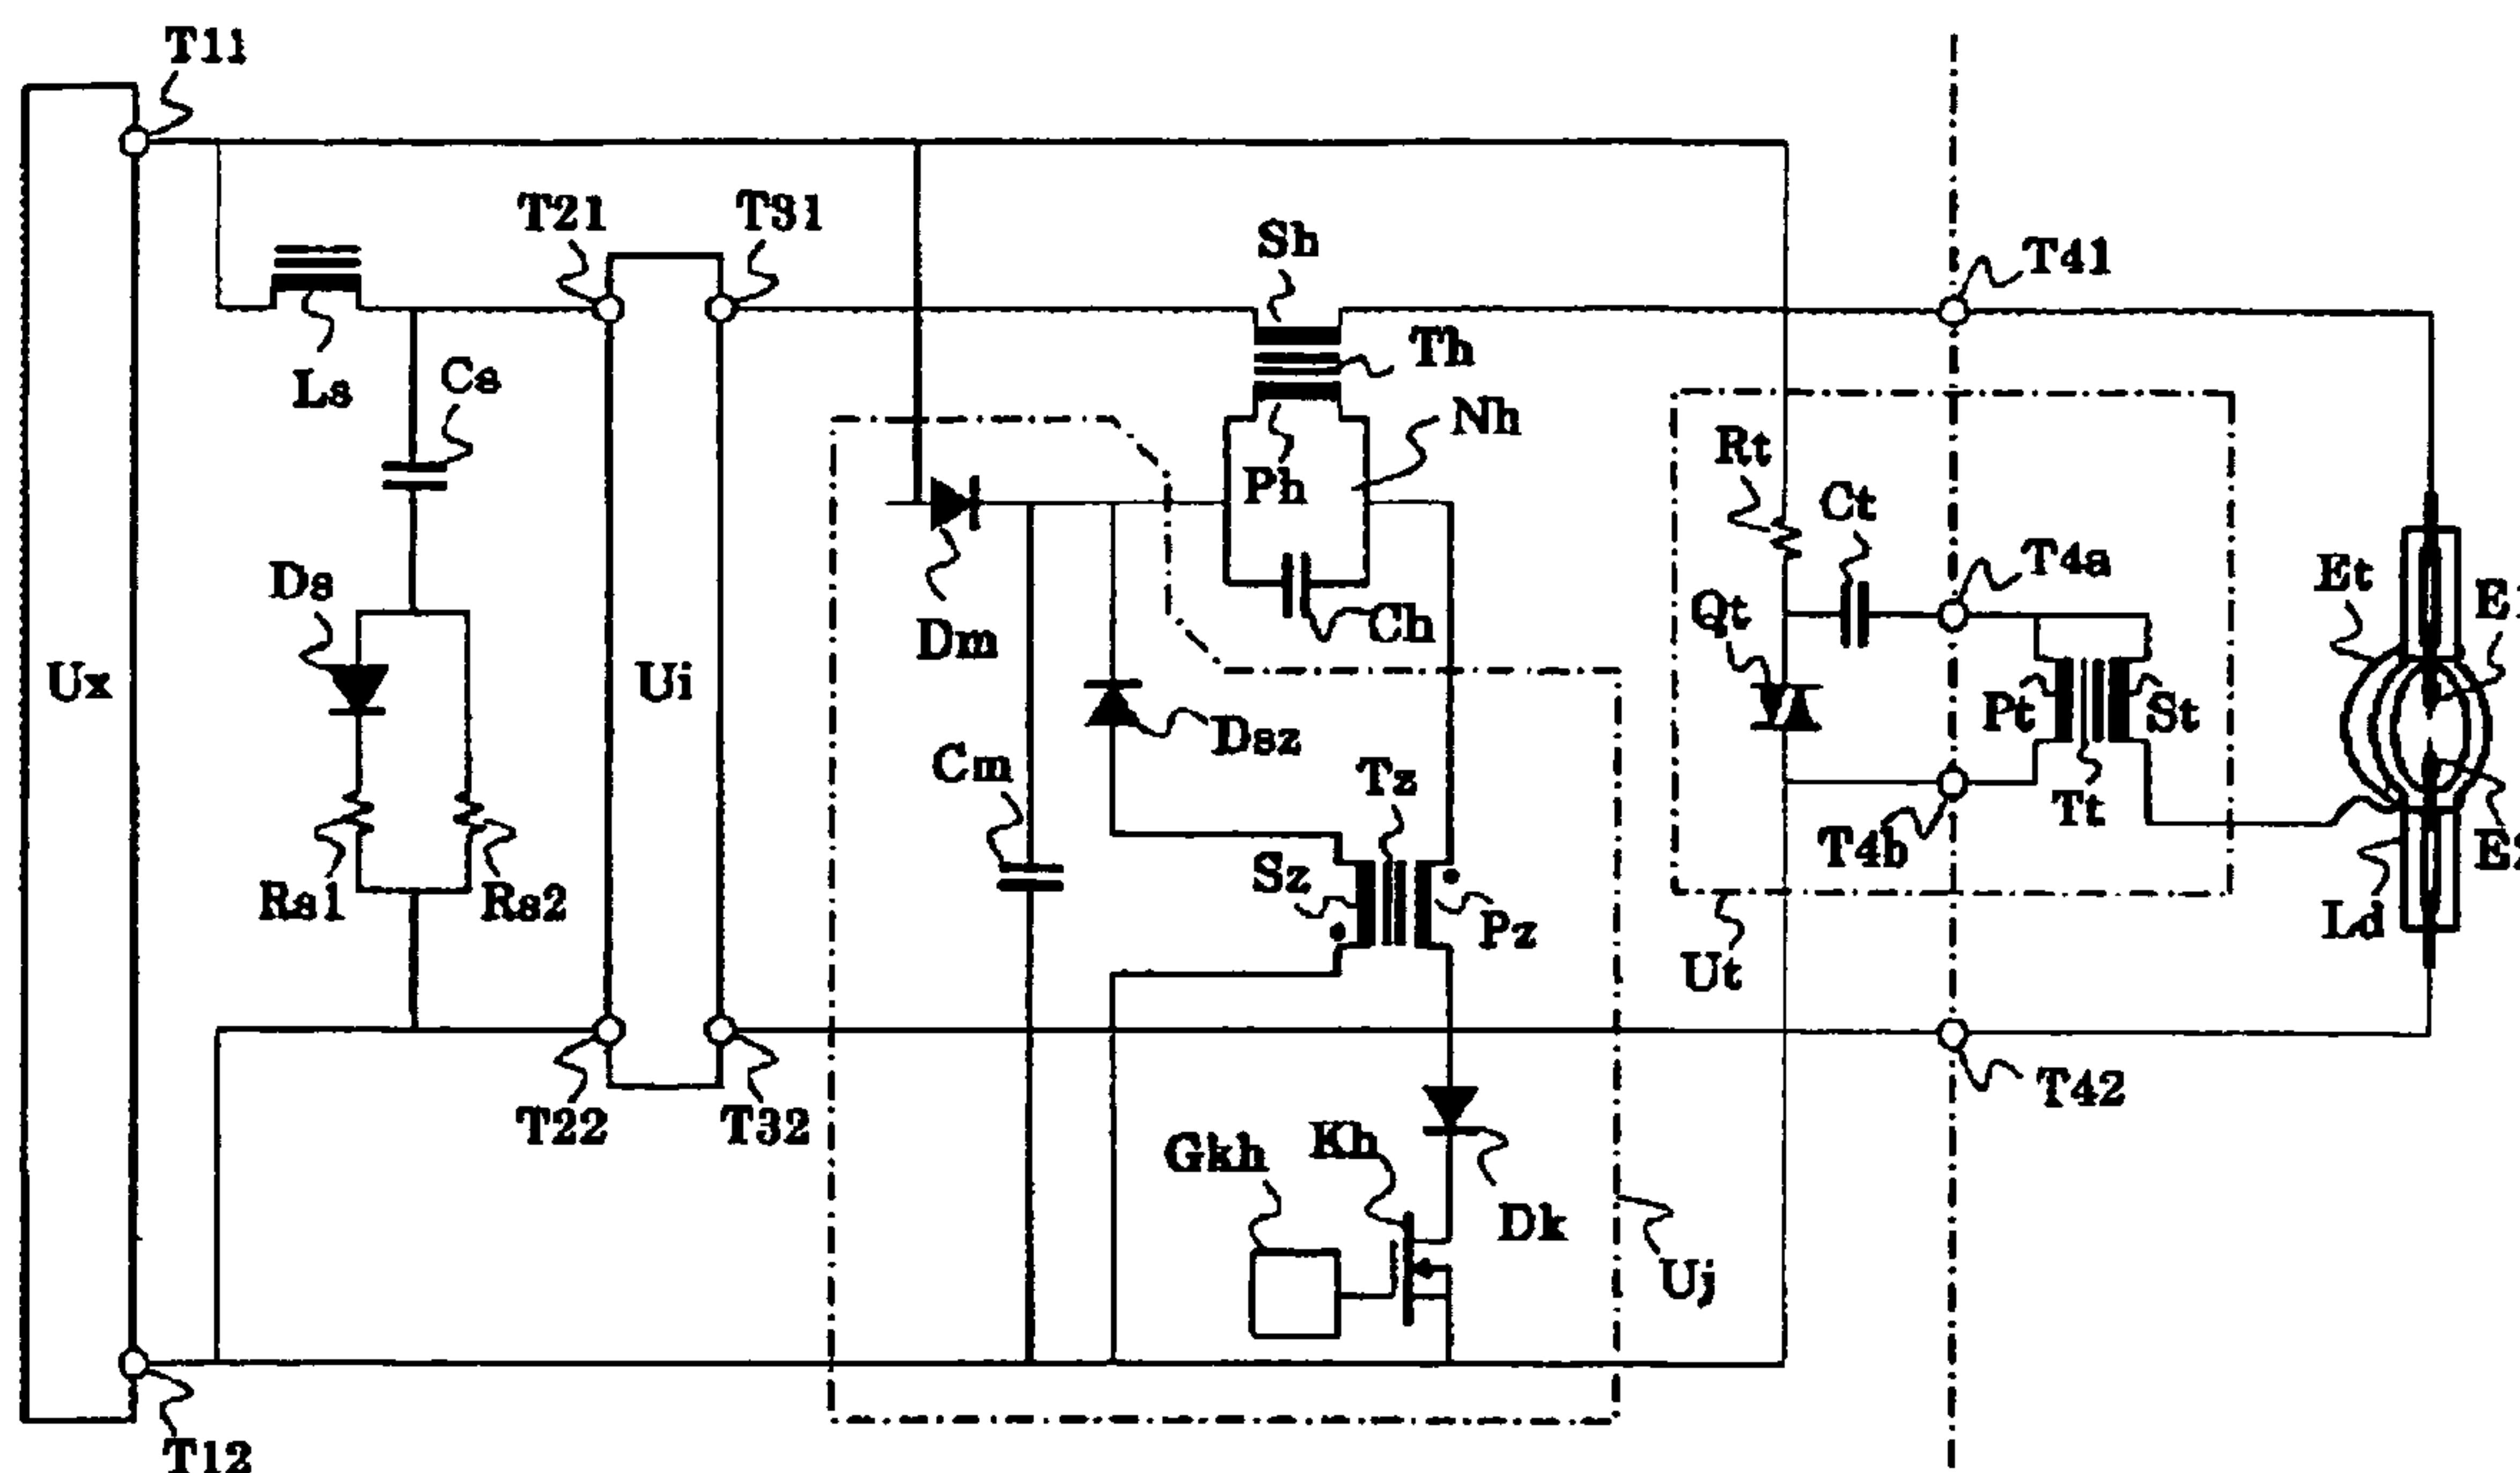 T11
T21
T31
Sh
T41
Ls
Cs
Th
Nh
Rt
Ph
Ct
T4a
Et
Ds
Qt
Dm
Ch
Ux
Ui
Pt
St
Dsz
Cm
Tz
Tt
T4b
Sz
Rs1
Rs2
Pz
Ld
Ut
T42
T22
T32
Gkh
Kh
Dk
Uj
T12